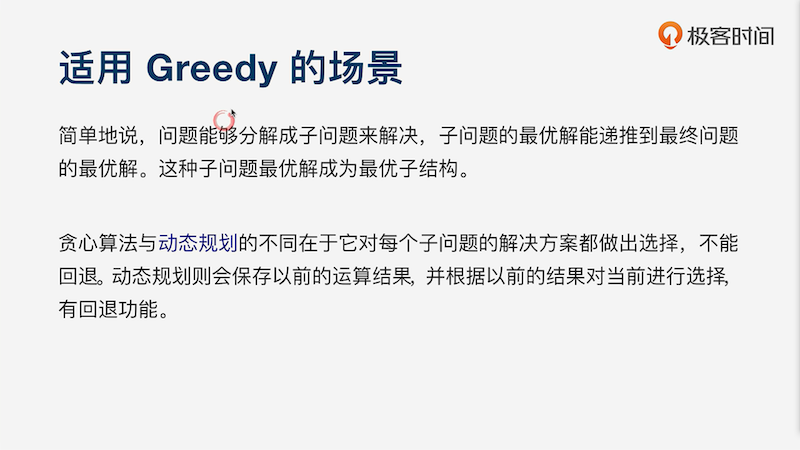 极客时间
适用 Greedy 的场景
简单地说，问题能够分解成子问题来解决，子问题的最优解能递推到最终问题
的最优解。这种子问题最优解成为最优子结构。
贪心算法与动态规划的不同在于它对每个子问题的解决方案都做出选择，不能
回退。动态规划则会保存以前的运算结果，并根据以前的结果对当前进行选择，
有回退功能。